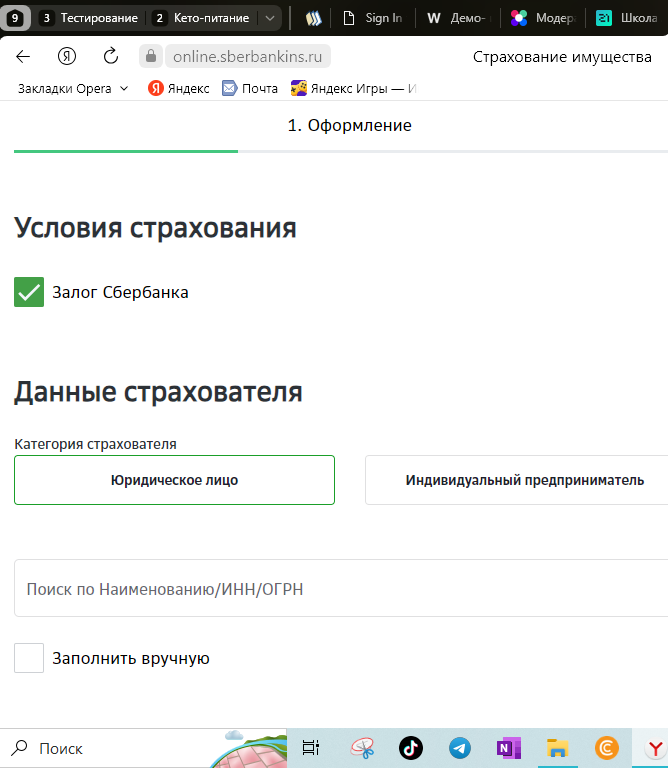 9 3 Тестирование 2 Кето-питание Sign In W Демо- Модер Школа
Я online.sberbankins.ru Страхование имущества
Закладки Opera Я Яндекс Почта Яндекс Игры — И
1. Оформление
Условия страхования
Залог Сбербанка
Данные страхователя
Категория страхователя
Юридическое лицо Индивидуальный предприниматель
Поиск по Наименованию/ИНН/ОГРН
Заполнить вручную
Поиск